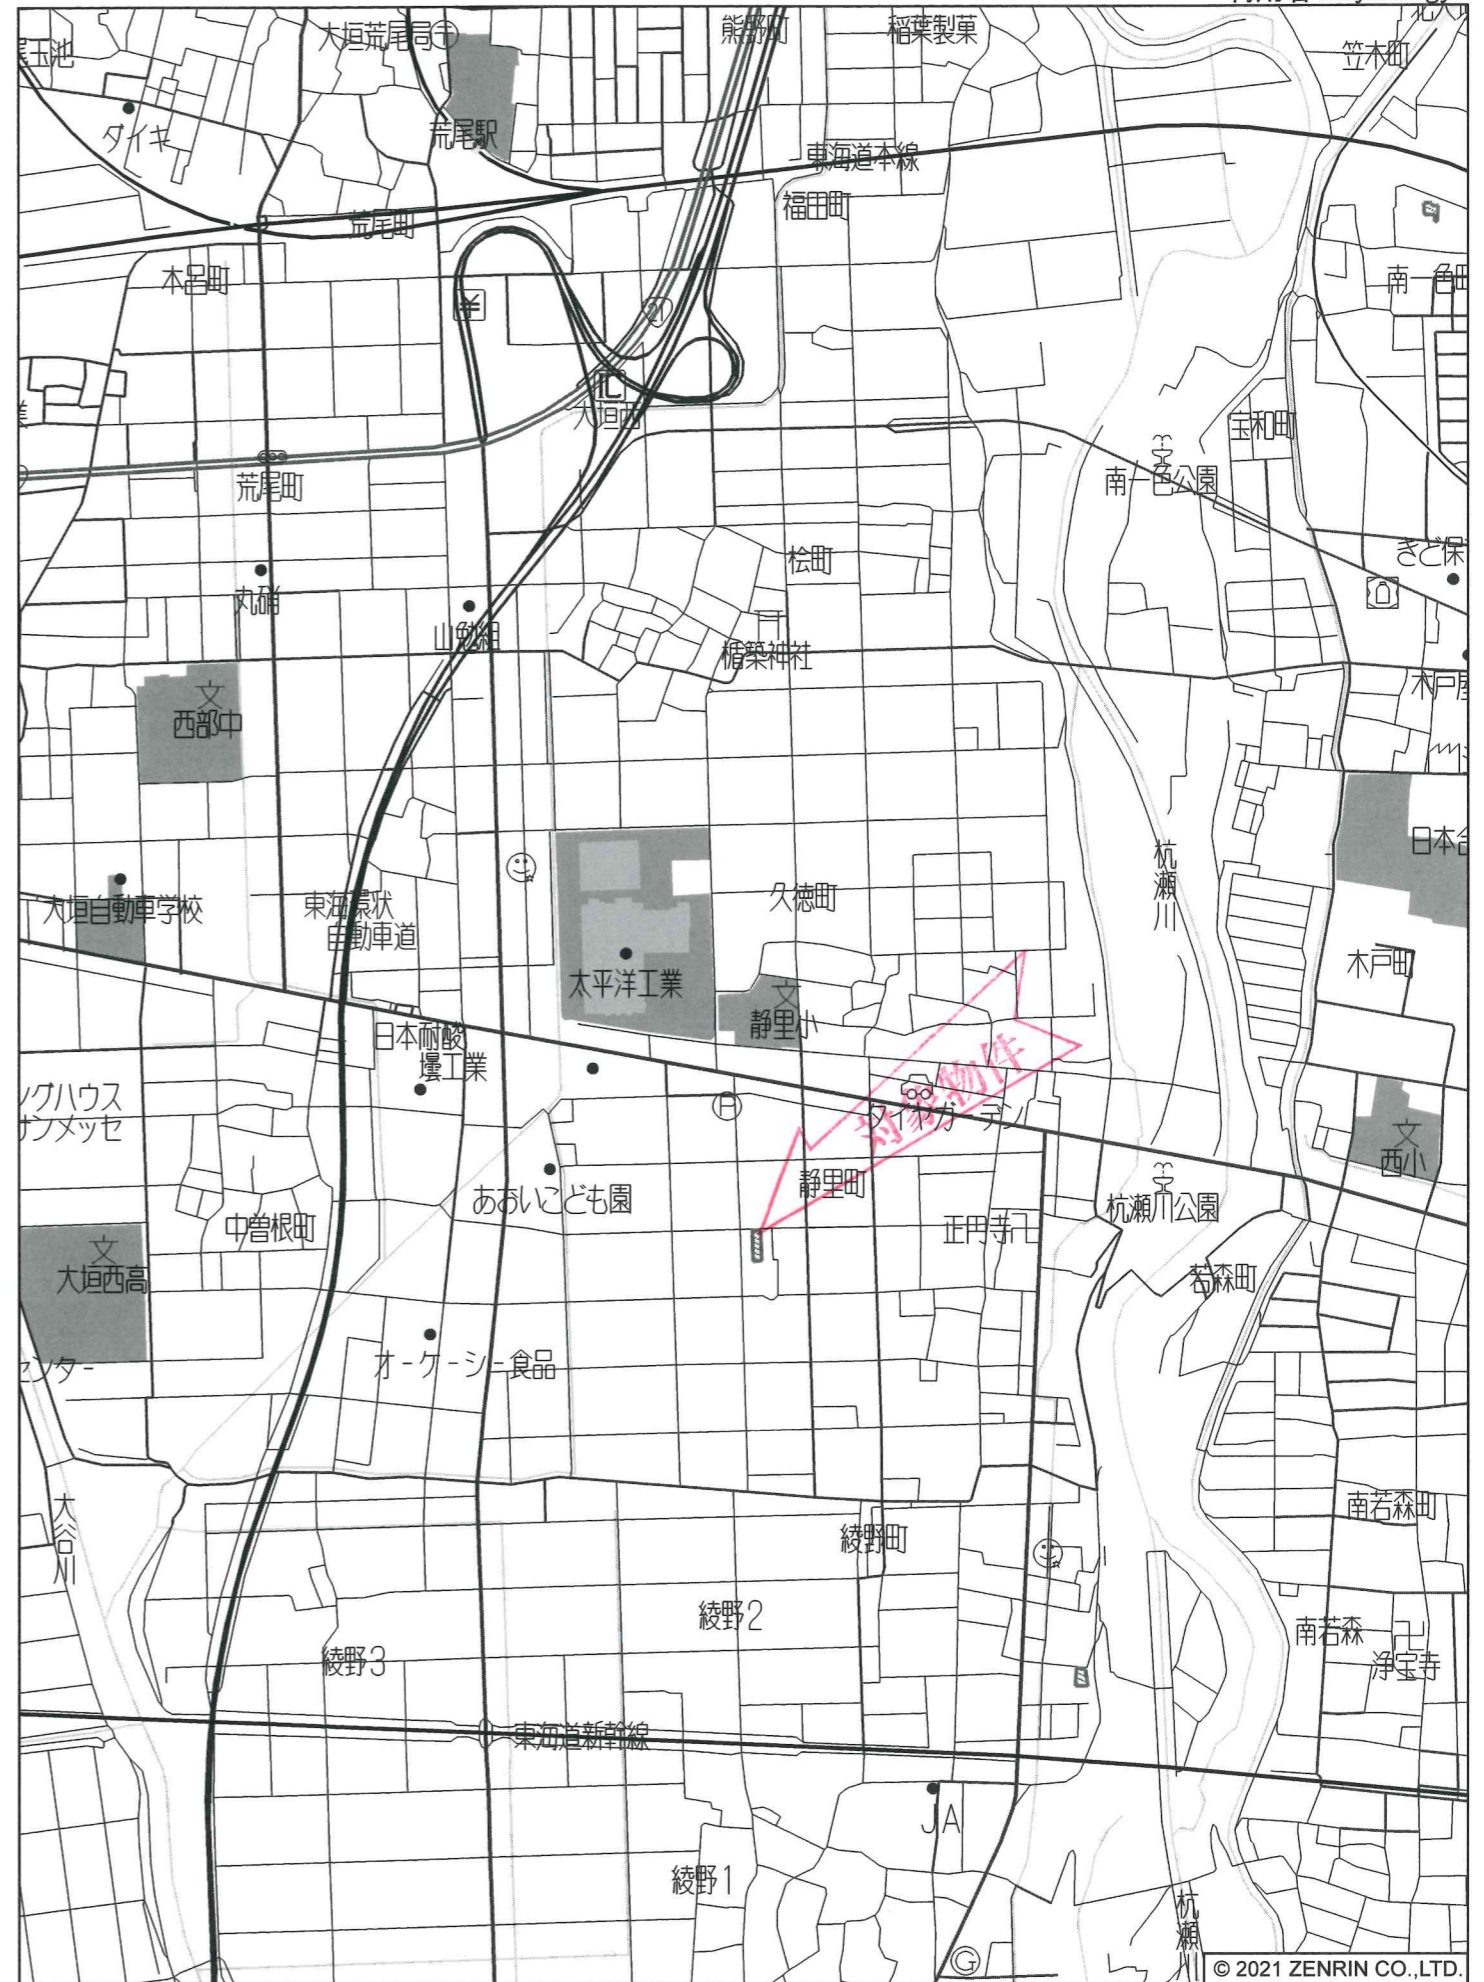 大垣荒尾局
熊野町
稲葉製菓
笠木町
尾玉池
ダイキ
荒尾駅
東海道本線
福田町
荒尾町
本呂町
南一色町
21
IC
大垣西
宝和町
南一色公園
荒尾町
桧町
きど保
丸硝
山勉組
楯築神社
木戸
文
西部中
杭瀬川
日本合
大垣自動車学校
東海環状
自動車道
久徳町
木戸町
太平洋工業
文
静里小
対象物件
日本耐酸
壜工業
ングハウス
サンメッセ
ダイヤガーデン
文
西小
静里町
あおいこども園
杭瀬川公園
中曽根町
正円寺
文
大垣西高
若森町
センター
オーケーシー食品
大谷川
南若森町
綾野町
綾野2
南若森
浄宝寺
綾野3
東海道新幹線
JA
綾野1
杭瀬川
G
© 2021 ZENRIN CO.,LTD.